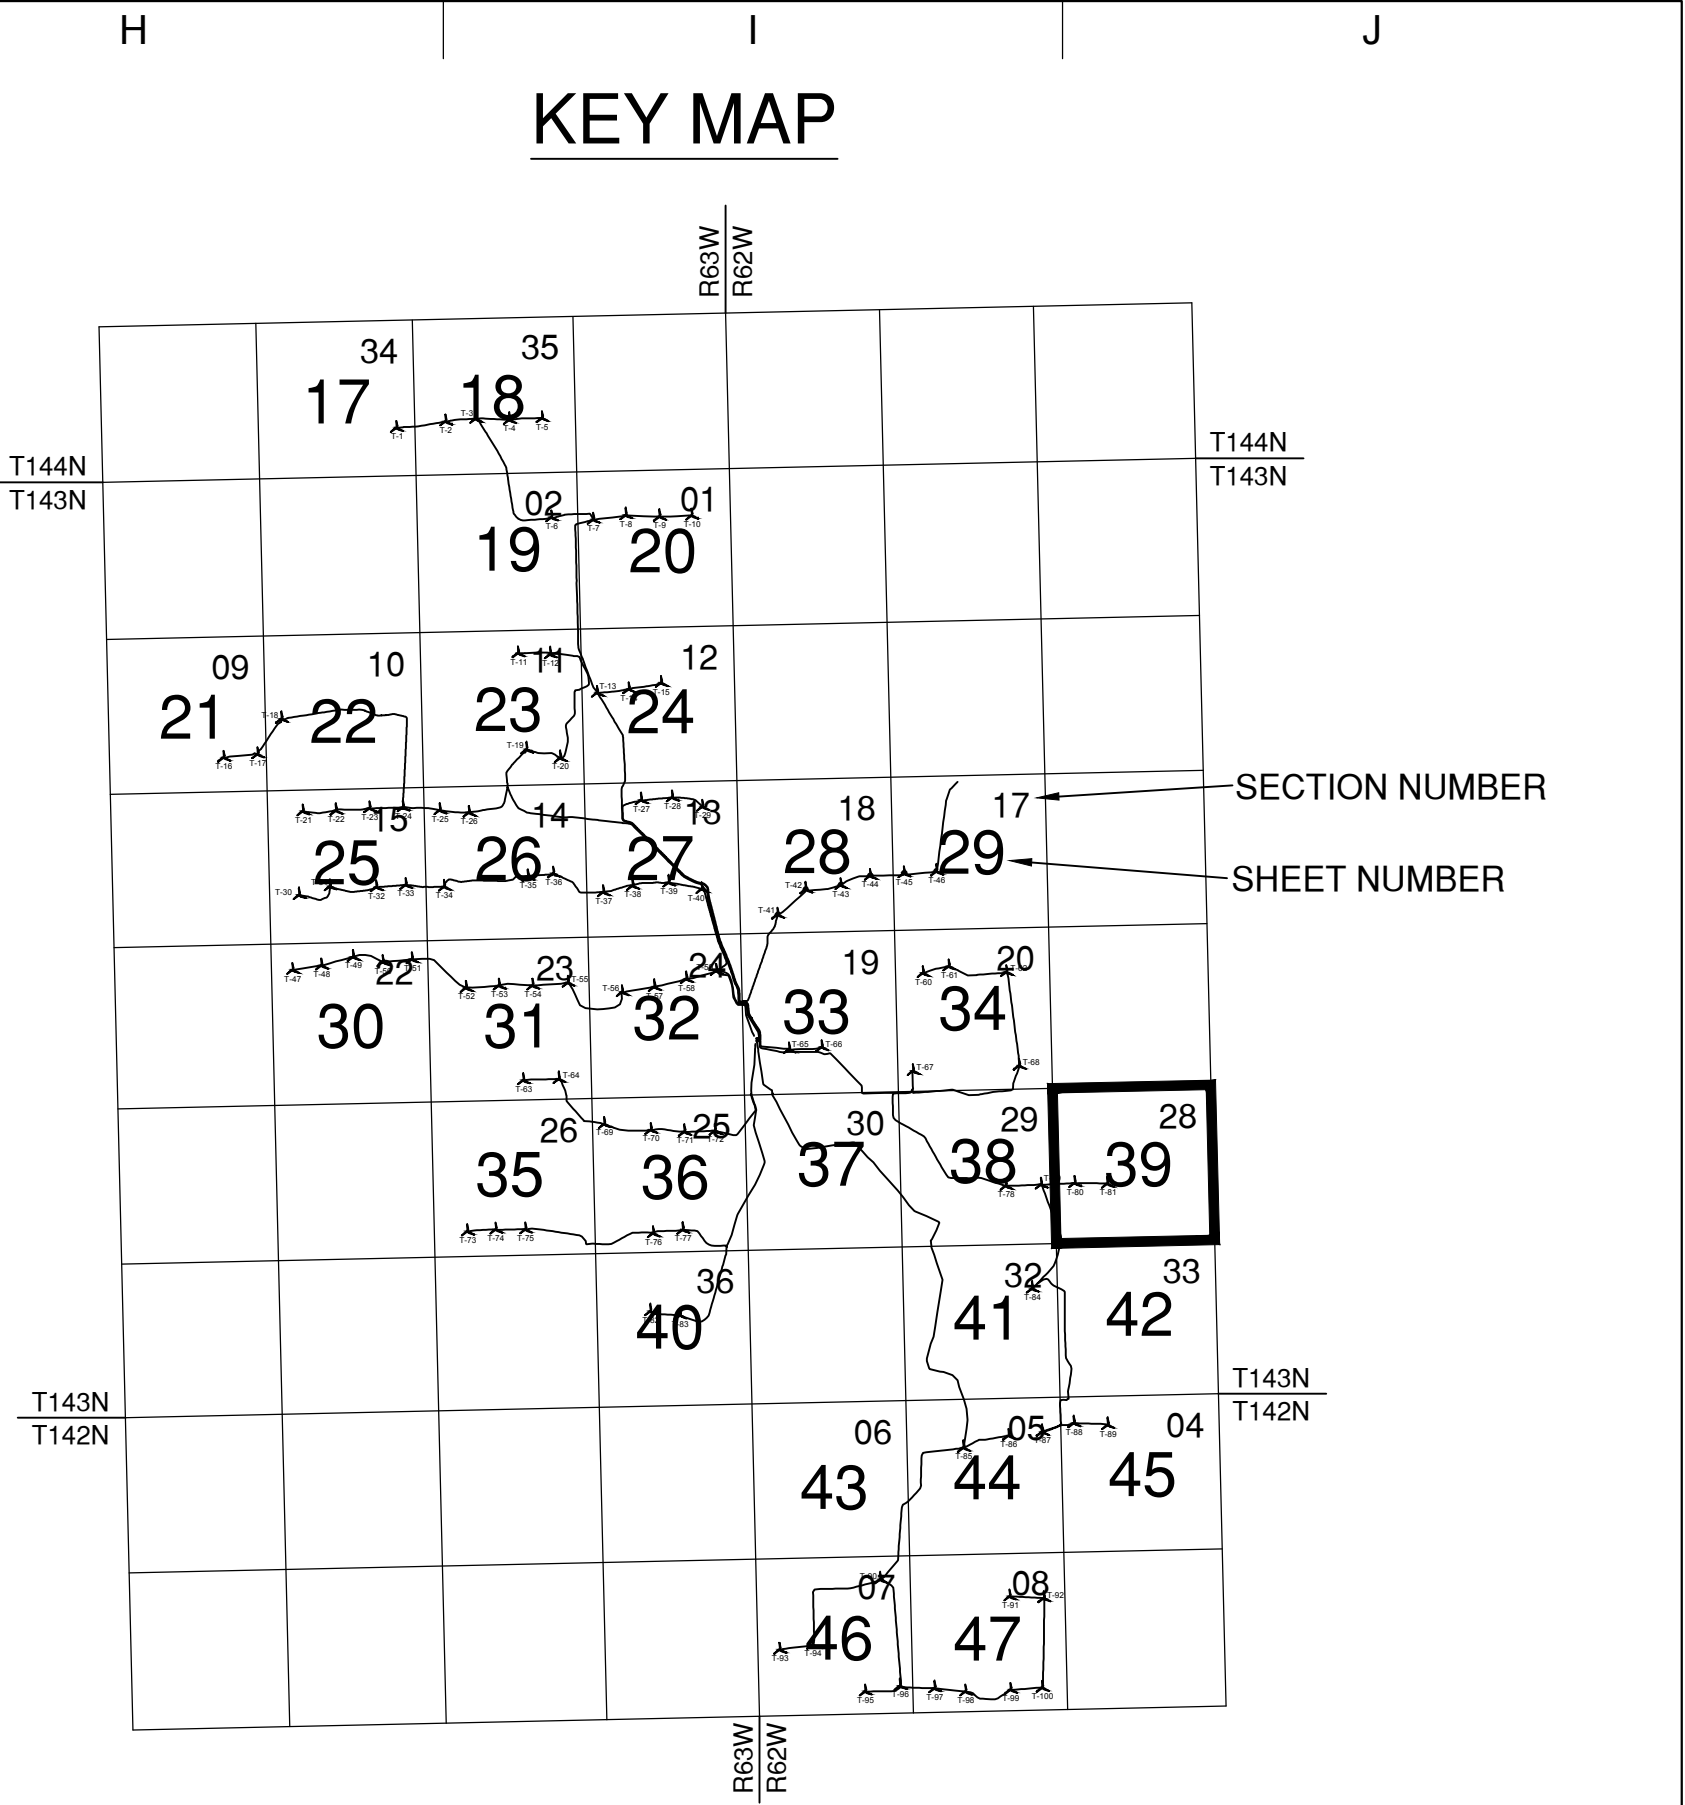 H I J
KEY MAP
R63W
R62W
34 35
17 18
T-1 T-2 T-3 T-4 T-5
T144N T144N
T143N T143N
02 01
T-6 T-7 T-8 T-9 T-10
19 20
09 10 11 12
T-11 T-12 T-13 T-15
21 22 23 24
T-18 T-19
T-16 T-17 T-20
SECTION NUMBER
15 14 13 18 17
T-21 T-22 T-23 T-24 T-25 T-26 T-27 T-28 T-29
25 26 27 28 29
SHEET NUMBER
T-30 T-32 T-33 T-34 T-35 T-36 T-37 T-38 T-39 T-40 T-41 T-42 T-43 T-44 T-45 T-46
22 23 24 19 20
T-47 T-48 T-49 T-50 T-51 T-52 T-53 T-54 T-55 T-56 T-57 T-58 T-60 T-61
30 31 32 33 34
T-63 T-64 T-65 T-66 T-67 T-68
26 25 30 29 28
T-69 T-70 T-71 T-72
35 36 37 38 39
T-78 T-80 T-81
T-73 T-74 T-75 T-76 T-77
36 32 33
40 41 42
T-83 T-84
T143N T143N
T142N T142N
06 05 04
T-85 T-86 T-87 T-88 T-89
43 44 45
07 08
T-90 T-91 T-92
46 47
T-93 T-94
T-95 T-96 T-97 T-98 T-99 T-100
R63W
R62W